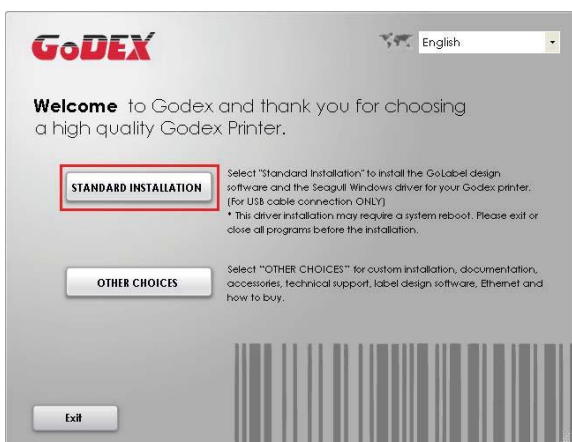 GoDEX
English
Welcome to Godex and thank you for choosing
a high quality Godex Printer.
STANDARD INSTALLATION
Select "Standard Installation" to install the GoLabel design
software and the Seagull Windows driver for your Godex printer.
(For USB cable connection ONLY)
* This driver installation may require a system reboot. Please exit or
close all programs before the installation.
OTHER CHOICES
Select "OTHER CHOICES" for custom installation, documentation,
accessories, technical support, label design software, Ethernet and
how to buy.
Exit